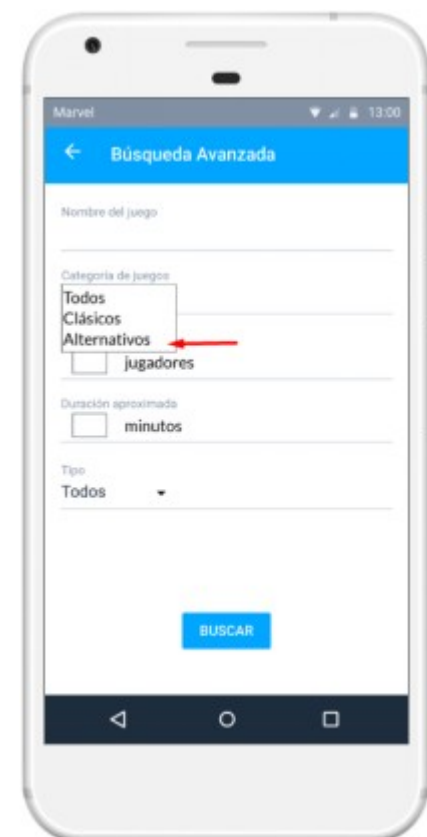 Marvel 13:00
Búsqueda Avanzada
Nombre del juego
Categoría de juegos
Todos
Clásicos
Alternativos
jugadores
Duración aproximada
minutos
Tipo
Todos
BUSCAR